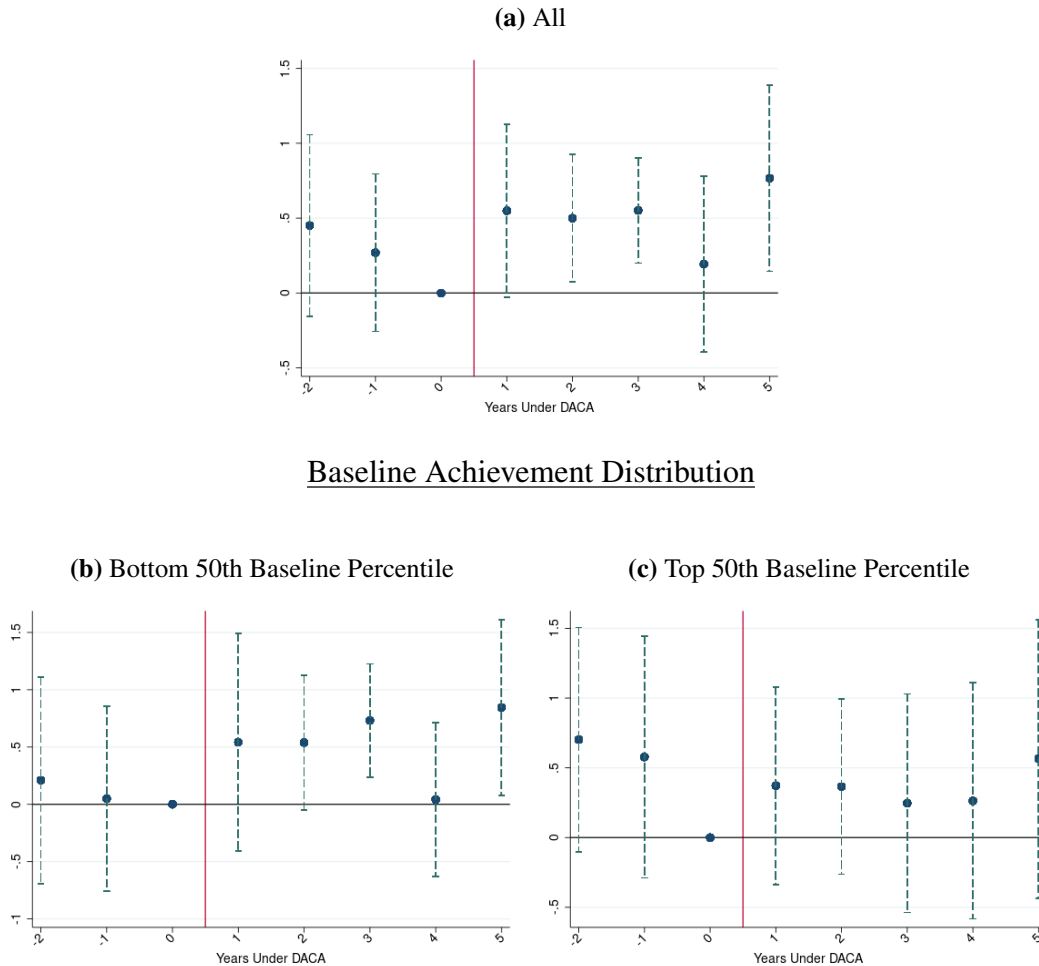 (a) All
1.5
1
.5
0
-.5
-2 -1 0 1 2 3 4 5
Years Under DACA
Baseline Achievement Distribution
(b) Bottom 50th Baseline Percentile
1.5
1
.5
0
-.5
-1
-2 -1 0 1 2 3 4 5
Years Under DACA
(c) Top 50th Baseline Percentile
1.5
1
.5
0
-.5
-2 -1 0 1 2 3 4 5
Years Under DACA